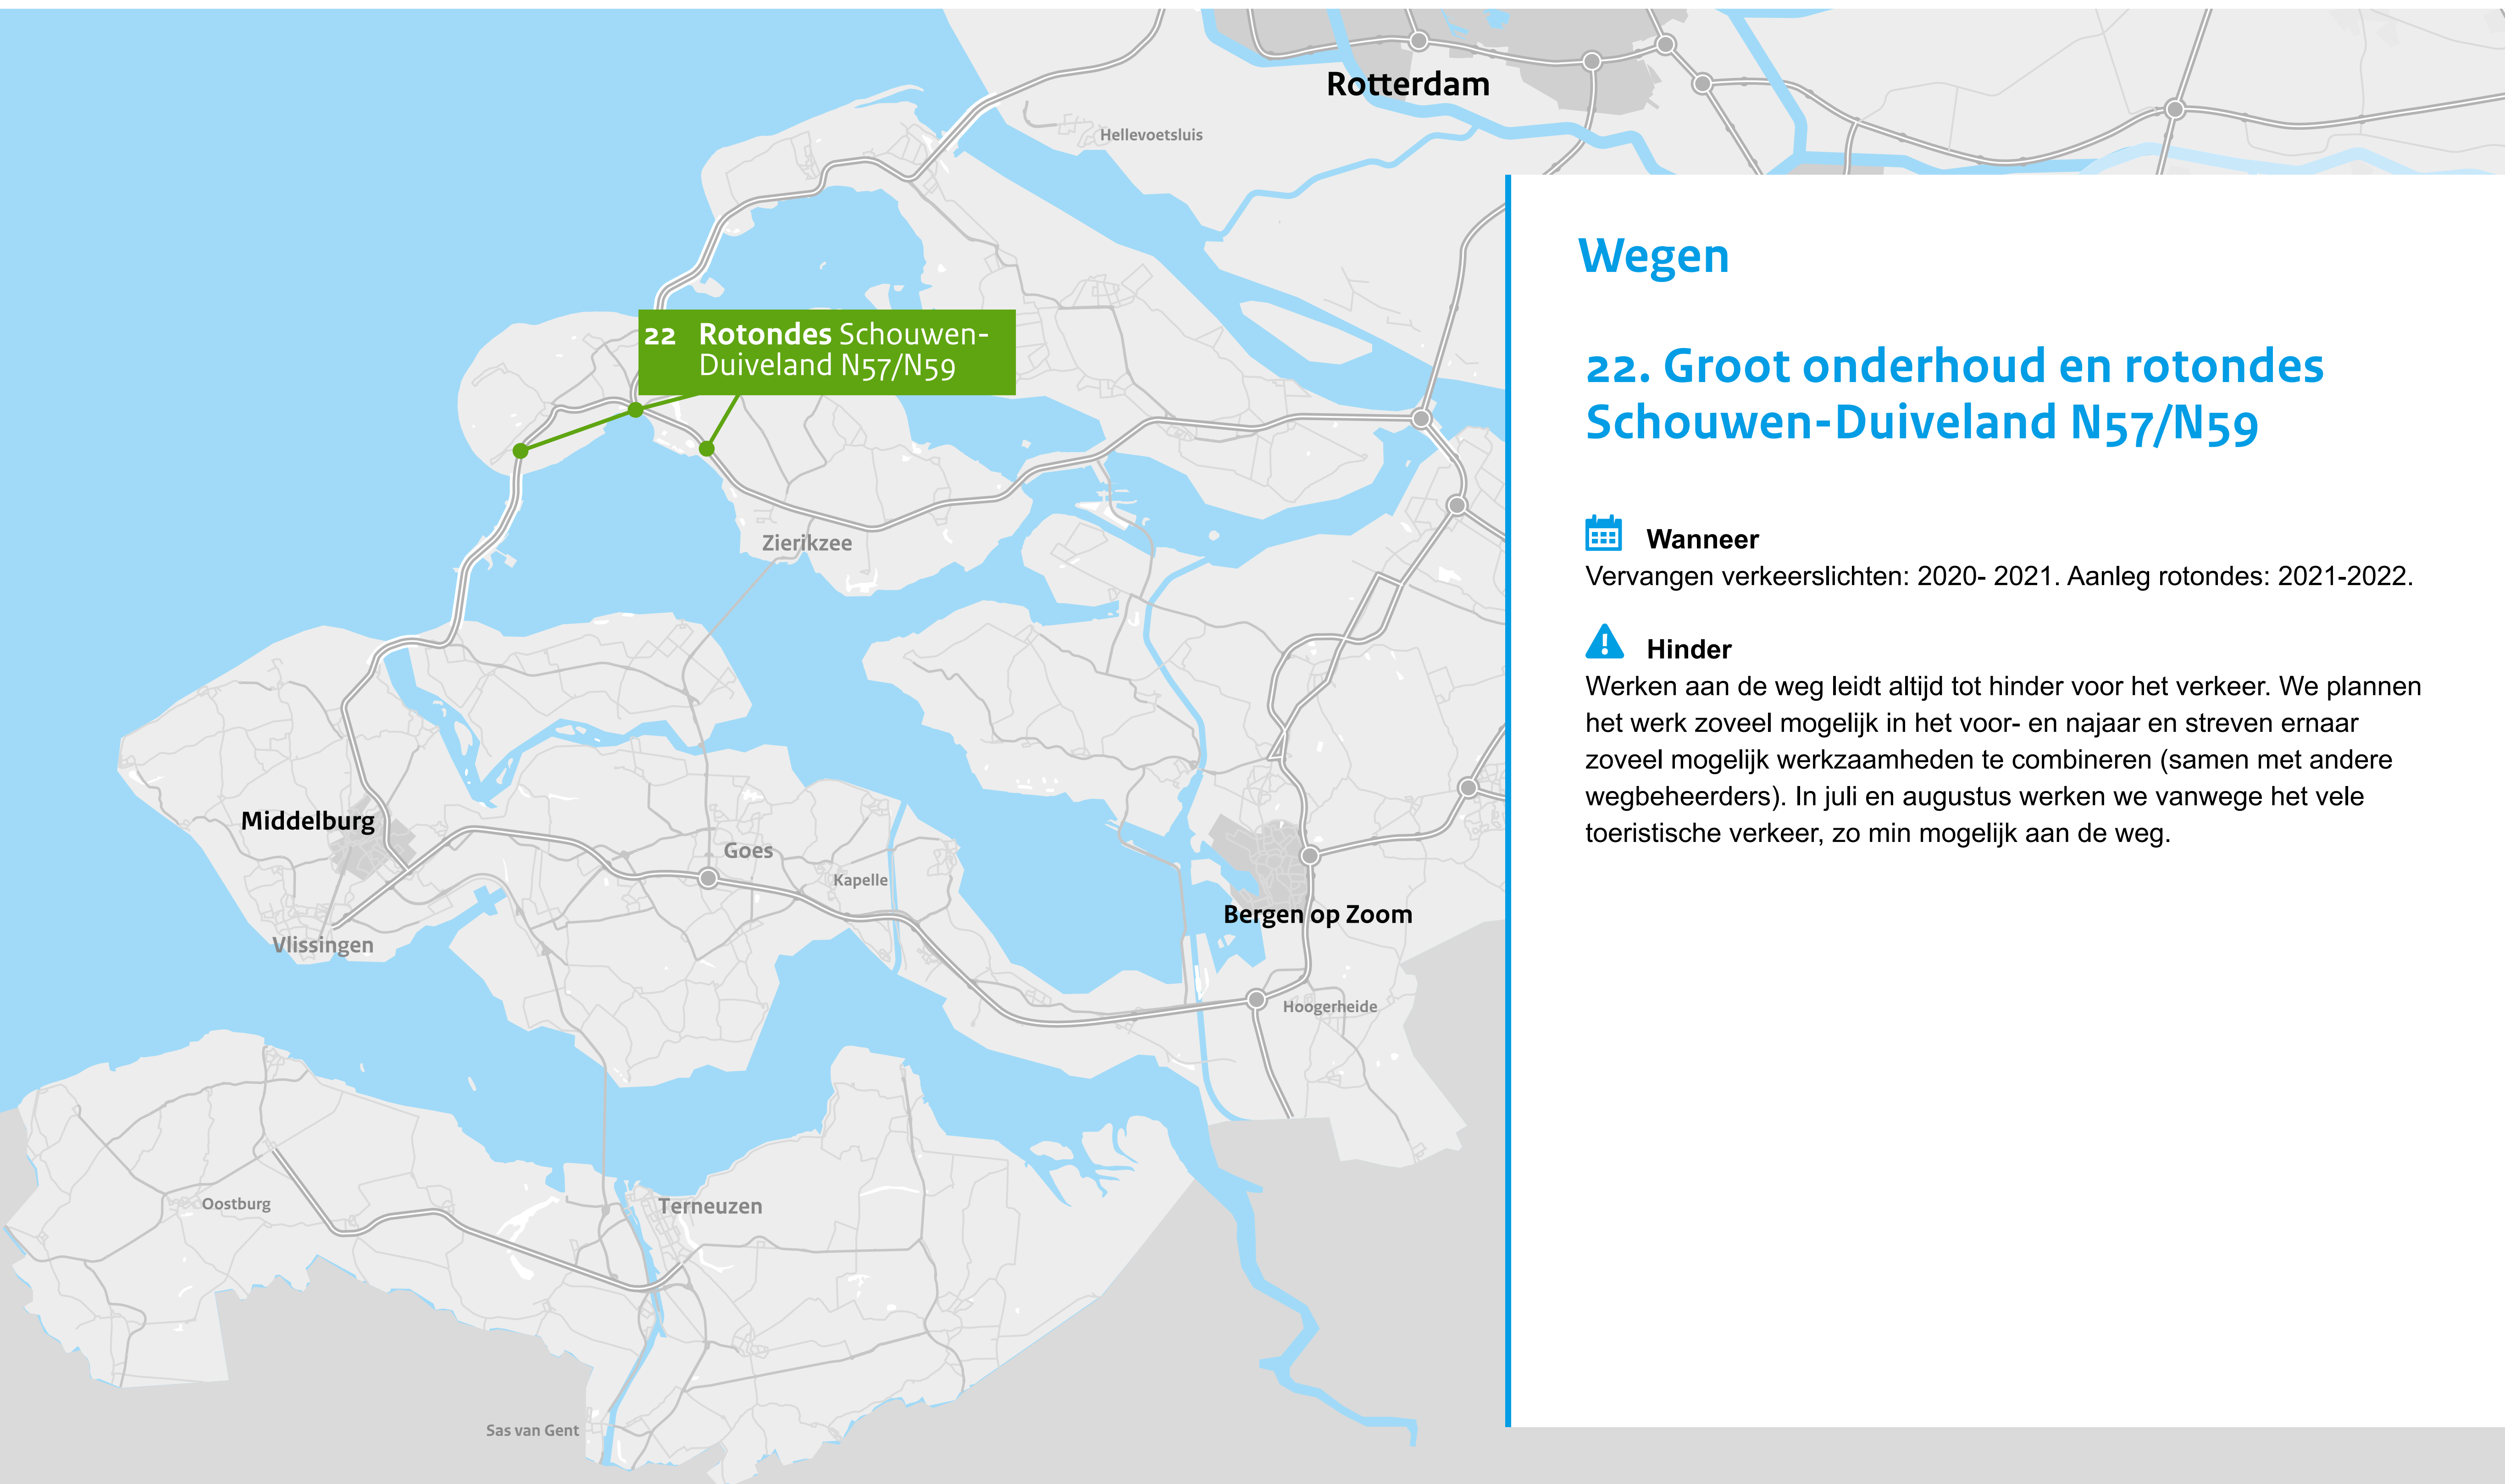 Rotterdam
Hellevoetsluis
22 Rotondes Schouwen-
Duiveland N57/N59
Zierikzee
Middelburg
Goes
Kapelle
Vlissingen
Bergen op Zoom
Hoogerheide
Oostburg
Terneuzen
Sas van Gent
Wegen
22. Groot onderhoud en rotondes
Schouwen-Duiveland N57/N59
Wanneer
Vervangen verkeerslichten: 2020- 2021. Aanleg rotondes: 2021-2022.
Hinder
Werken aan de weg leidt altijd tot hinder voor het verkeer. We plannen
het werk zoveel mogelijk in het voor- en najaar en streven ernaar
zoveel mogelijk werkzaamheden te combineren (samen met andere
wegbeheerders). In juli en augustus werken we vanwege het vele
toeristische verkeer, zo min mogelijk aan de weg.